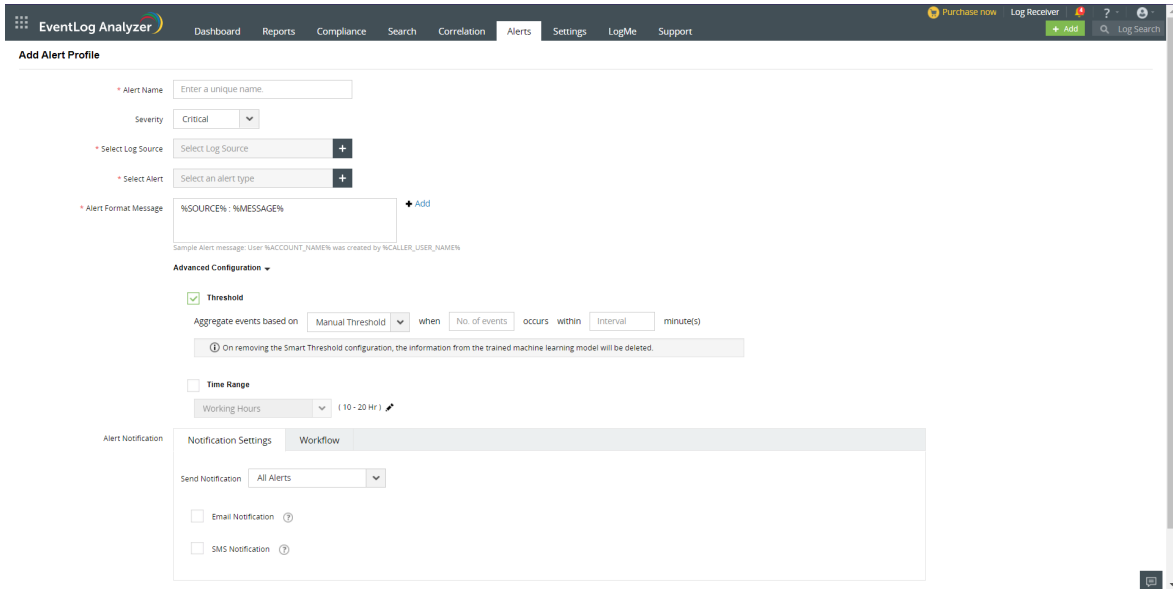 Purchase now Log Receiver 4 ?
EventLog Analyzer Dashboard Reports Compliance Search Correlation Alerts Settings LogMe Support + Add Log Search
Add Alert Profile
* Alert Name Enter a unique name.
Severity Critical
* Select Log Source Select Log Source +
* Select Alert Select an alert type +
* Alert Format Message %SOURCE% : %MESSAGE% + Add
Sample Alert message: User %ACCOUNT_NAME% was created by %CALLER_USER_NAME%
Advanced Configuration
Threshold
Aggregate events based on Manual Threshold when No. of events occurs within Interval minute(s)
On removing the Smart Threshold configuration, the information from the trained machine learning model will be deleted.
Time Range
Working Hours ( 10 - 20 Hr )
Alert Notification Notification Settings Workflow
Send Notification All Alerts
Email Notification ?
SMS Notification ?